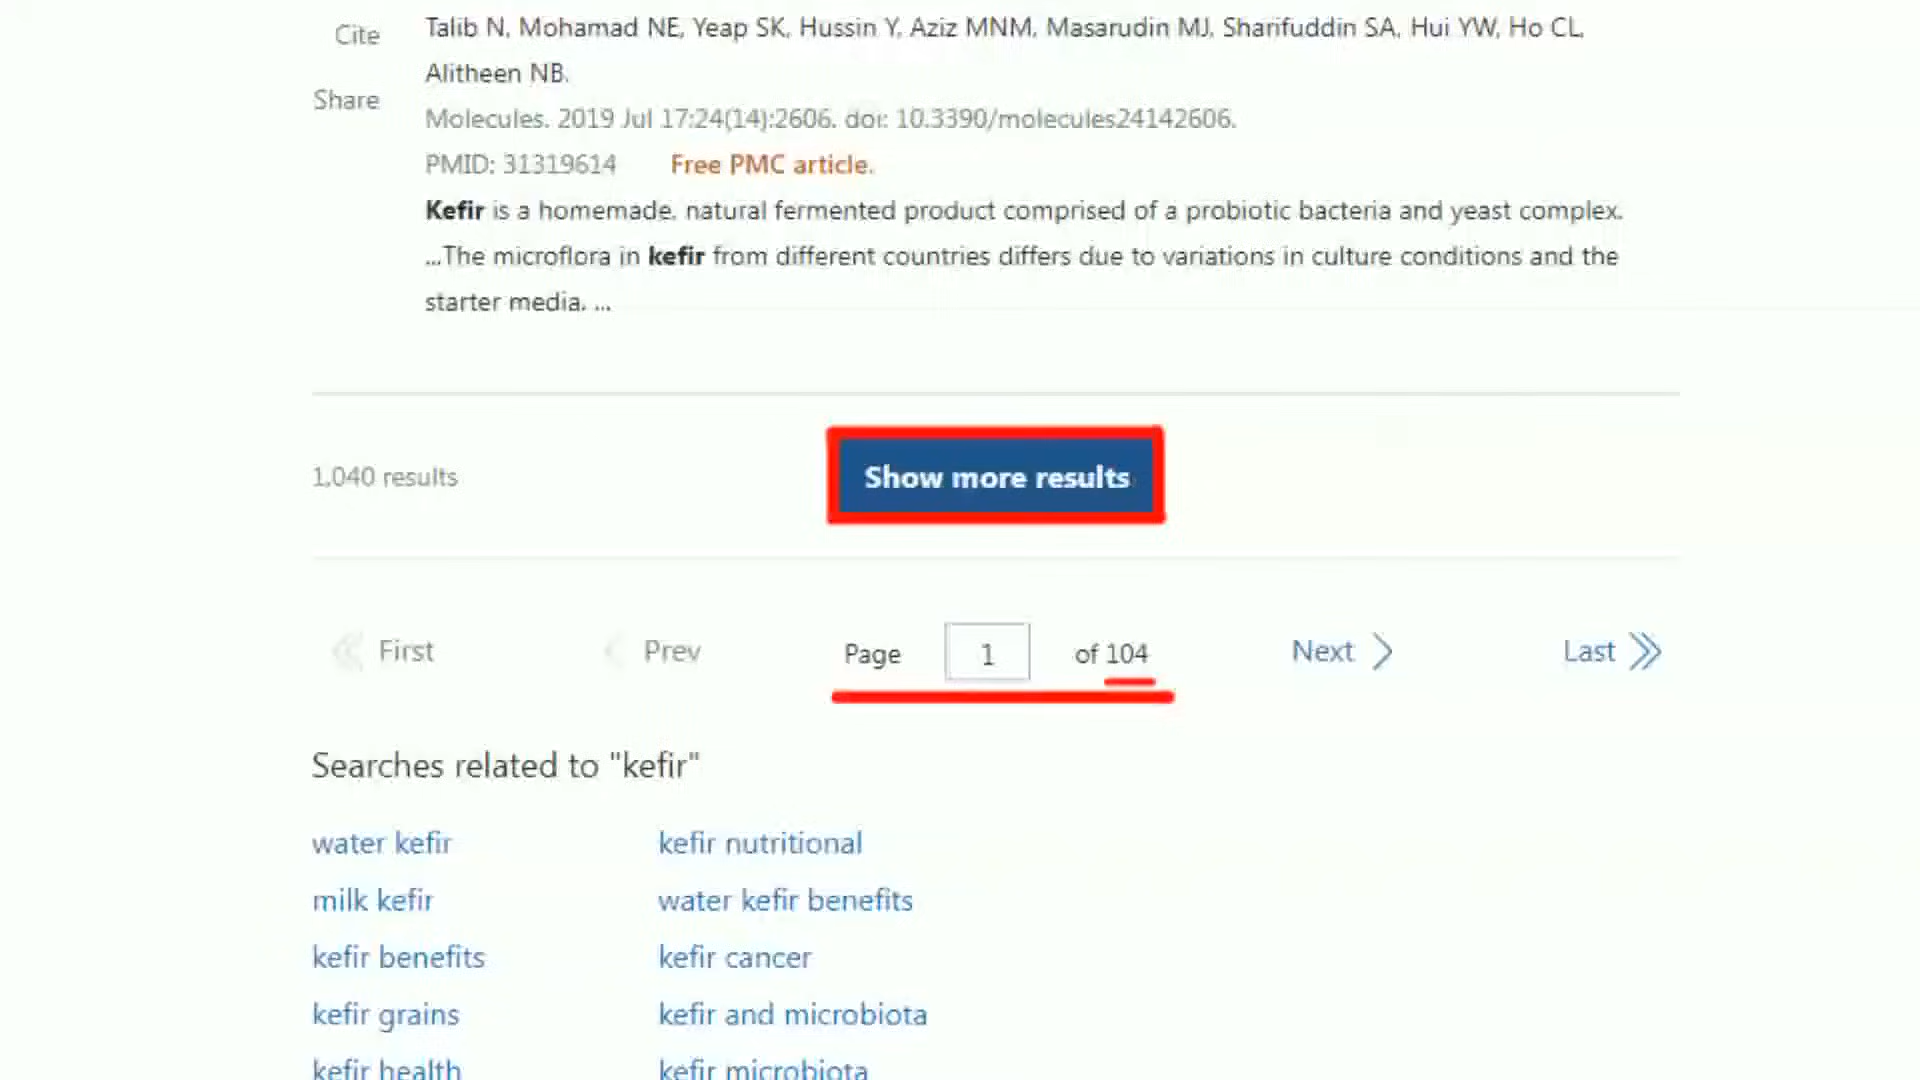 Cite
Share
Talib N, Mohamad NE, Yeap SK, Hussin Y, Aziz MNM, Masarudin MJ, Sharifuddin SA, Hui YW, Ho CL,
Alitheen NB.
Molecules. 2019 Jul 17;24(14):2606. doi: 10.3390/molecules24142606.
PMID: 31319614 Free PMC article.
Kefir is a homemade, natural fermented product comprised of a probiotic bacteria and yeast complex.
...The microflora in kefir from different countries differs due to variations in culture conditions and the
starter media. ...
1,040 results
Show more results
First
Prev
Page 1 of 104
Next
Last
Searches related to "kefir"
water kefir
milk kefir
kefir benefits
kefir grains
kefir health
kefir nutritional
water kefir benefits
kefir cancer
kefir and microbiota
kefir microbiota